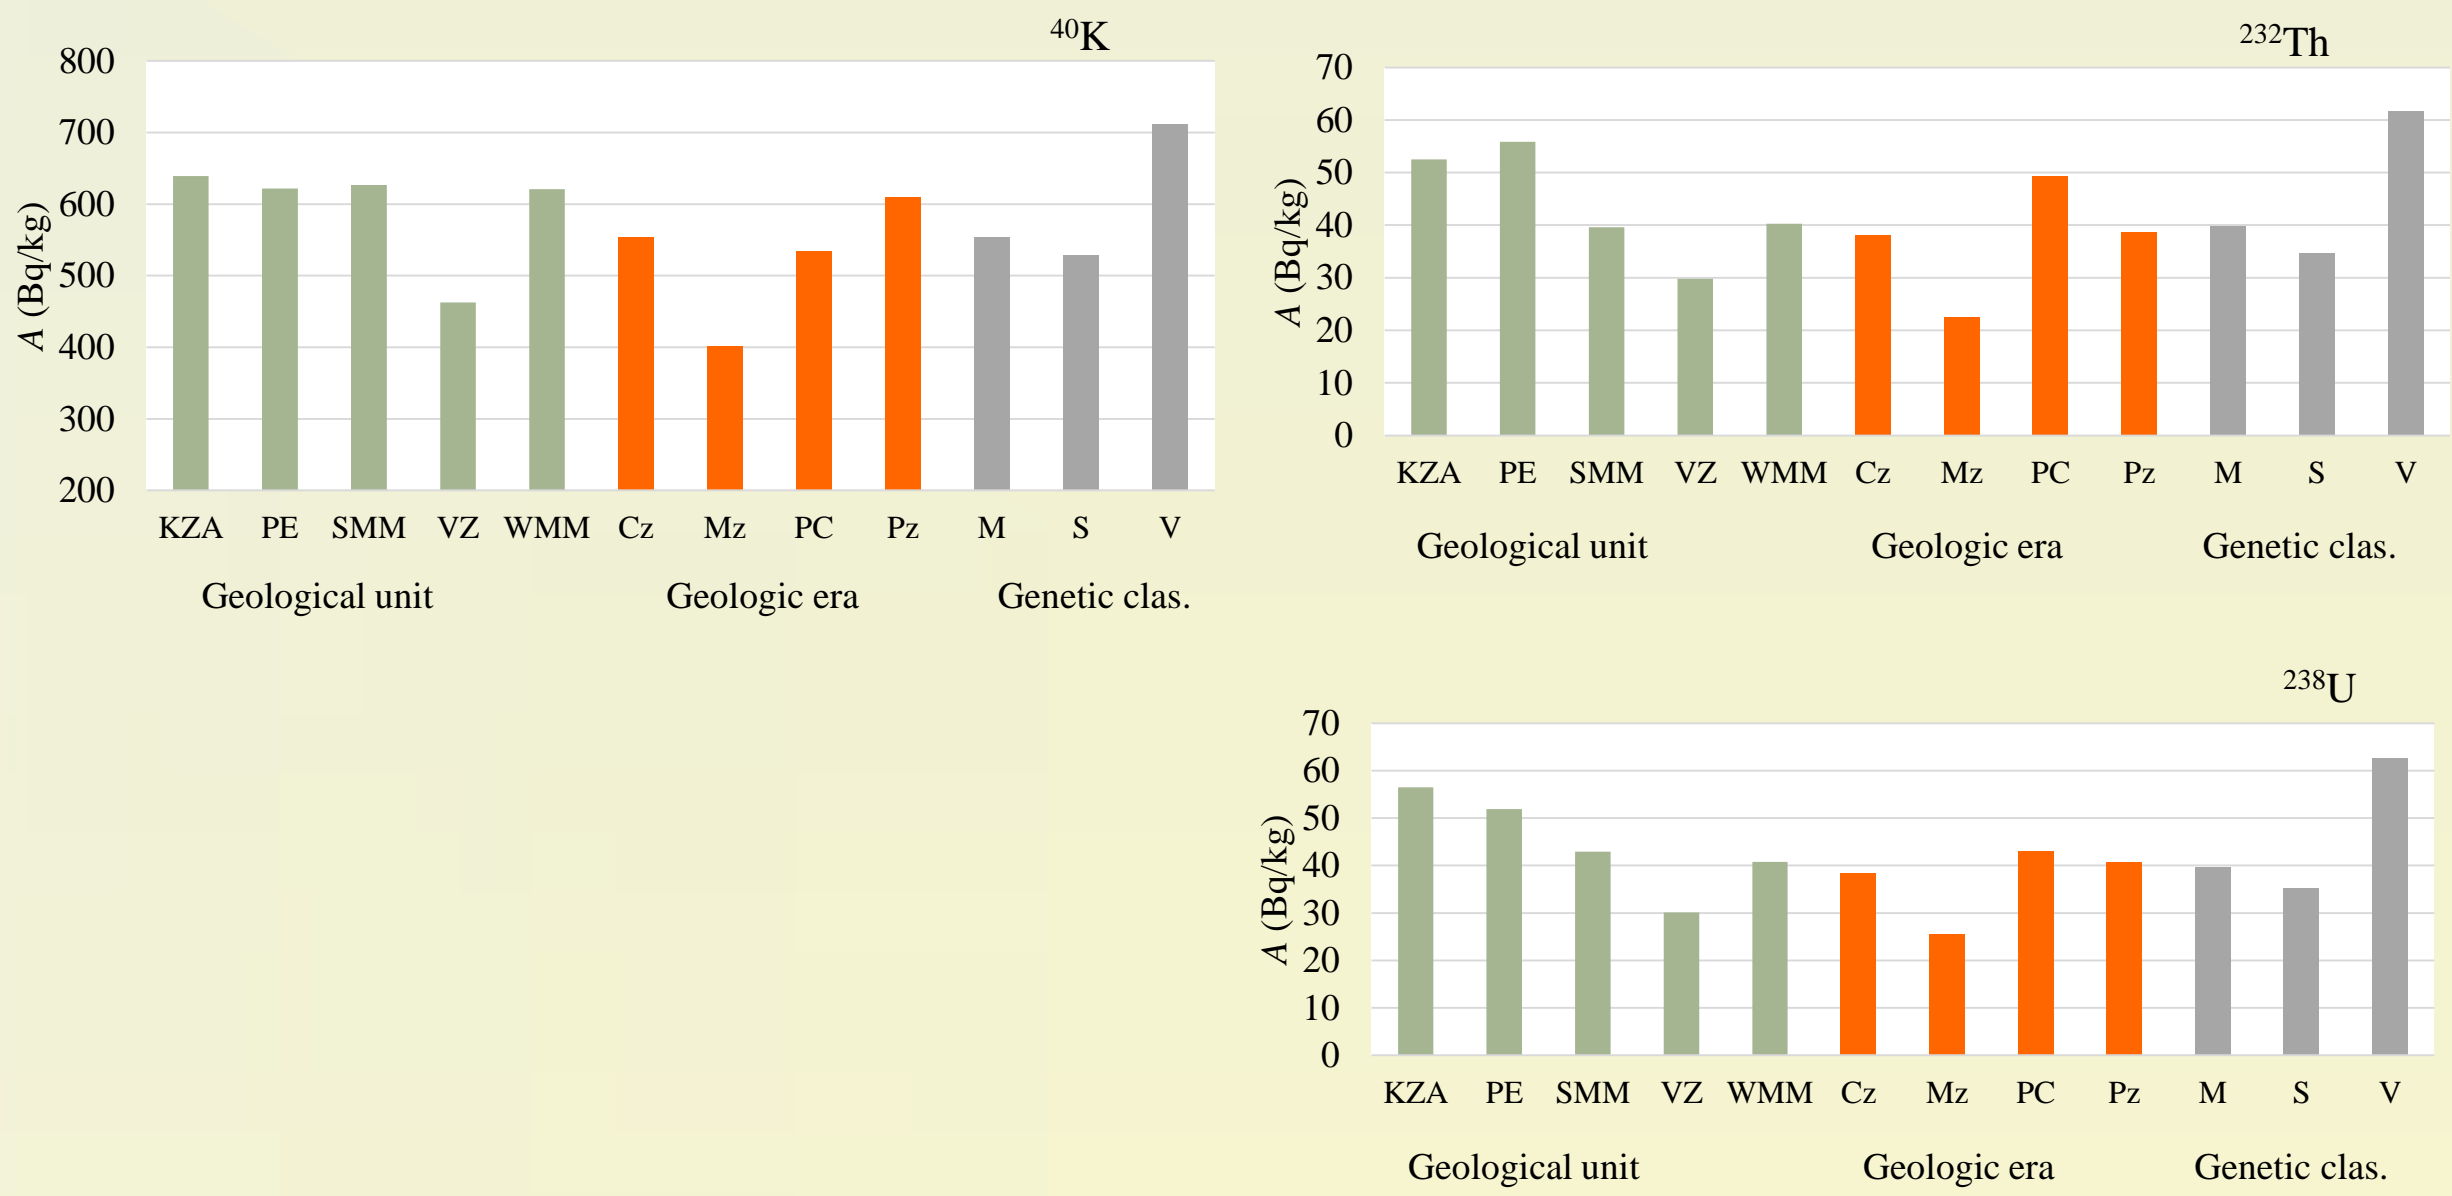 ⁴⁰K
800
700
600
500
400
300
200
A (Bq/kg)
KZA PE SMM VZ WMM Cz Mz PC Pz M S V
Geological unit Geologic era Genetic clas.
²³²Th
70
60
50
40
30
20
10
0
A (Bq/kg)
KZA PE SMM VZ WMM Cz Mz PC Pz M S V
Geological unit Geologic era Genetic clas.
²³⁸U
70
60
50
40
30
20
10
0
A (Bq/kg)
KZA PE SMM VZ WMM Cz Mz PC Pz M S V
Geological unit Geologic era Genetic clas.